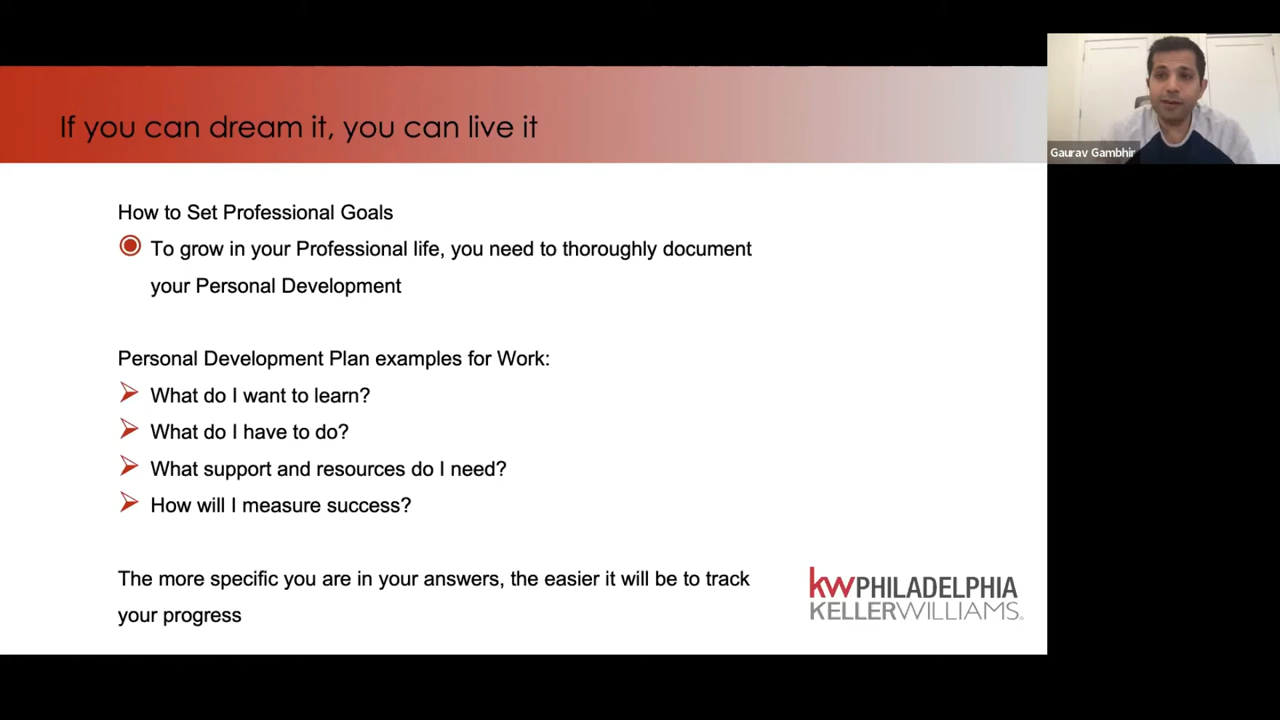 If you can dream it, you can live it
Gaurav Gambhir
How to Set Professional Goals
To grow in your Professional life, you need to thoroughly document
your Personal Development
Personal Development Plan examples for Work:
What do I want to learn?
What do I have to do?
What support and resources do I need?
How will I measure success?
The more specific you are in your answers, the easier it will be to track
your progress
kwPHILADELPHIA
KELLERWILLIAMS®